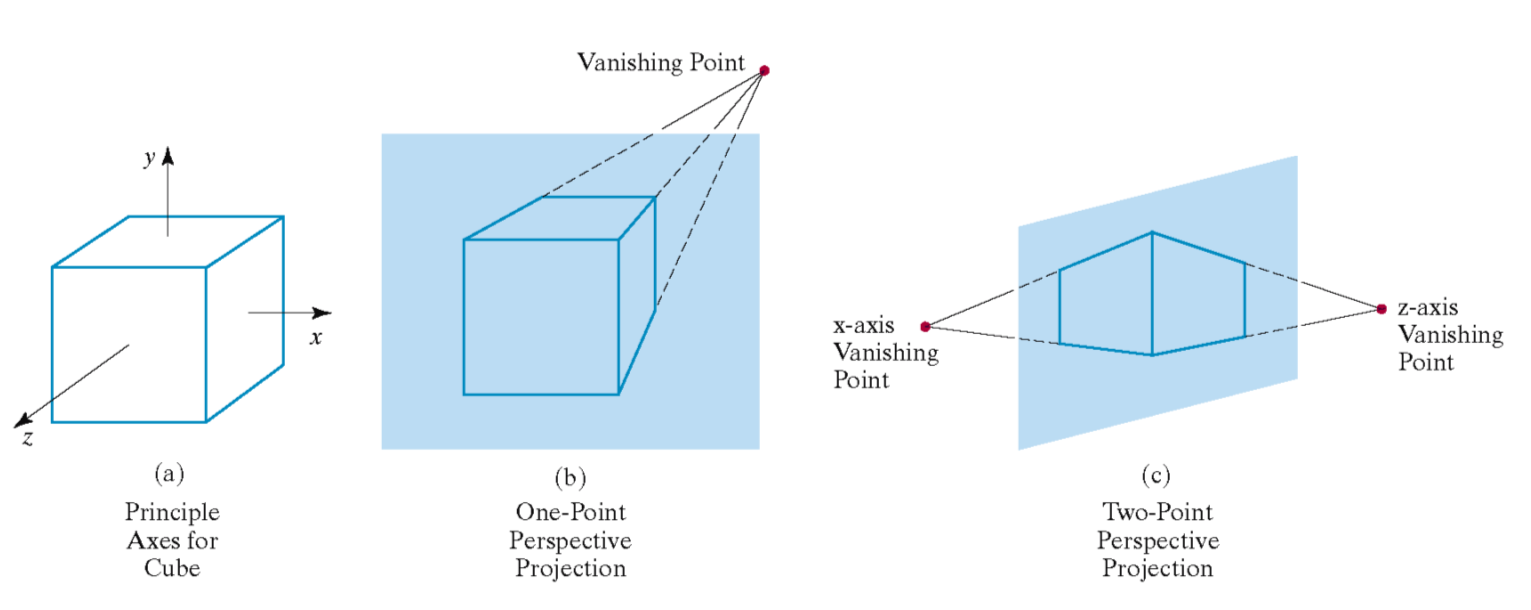 y
x
z
(a)
Principle
Axes for
Cube
Vanishing Point
(b)
One-Point
Perspective
Projection
x-axis
Vanishing
Point
z-axis
Vanishing
Point
(c)
Two-Point
Perspective
Projection